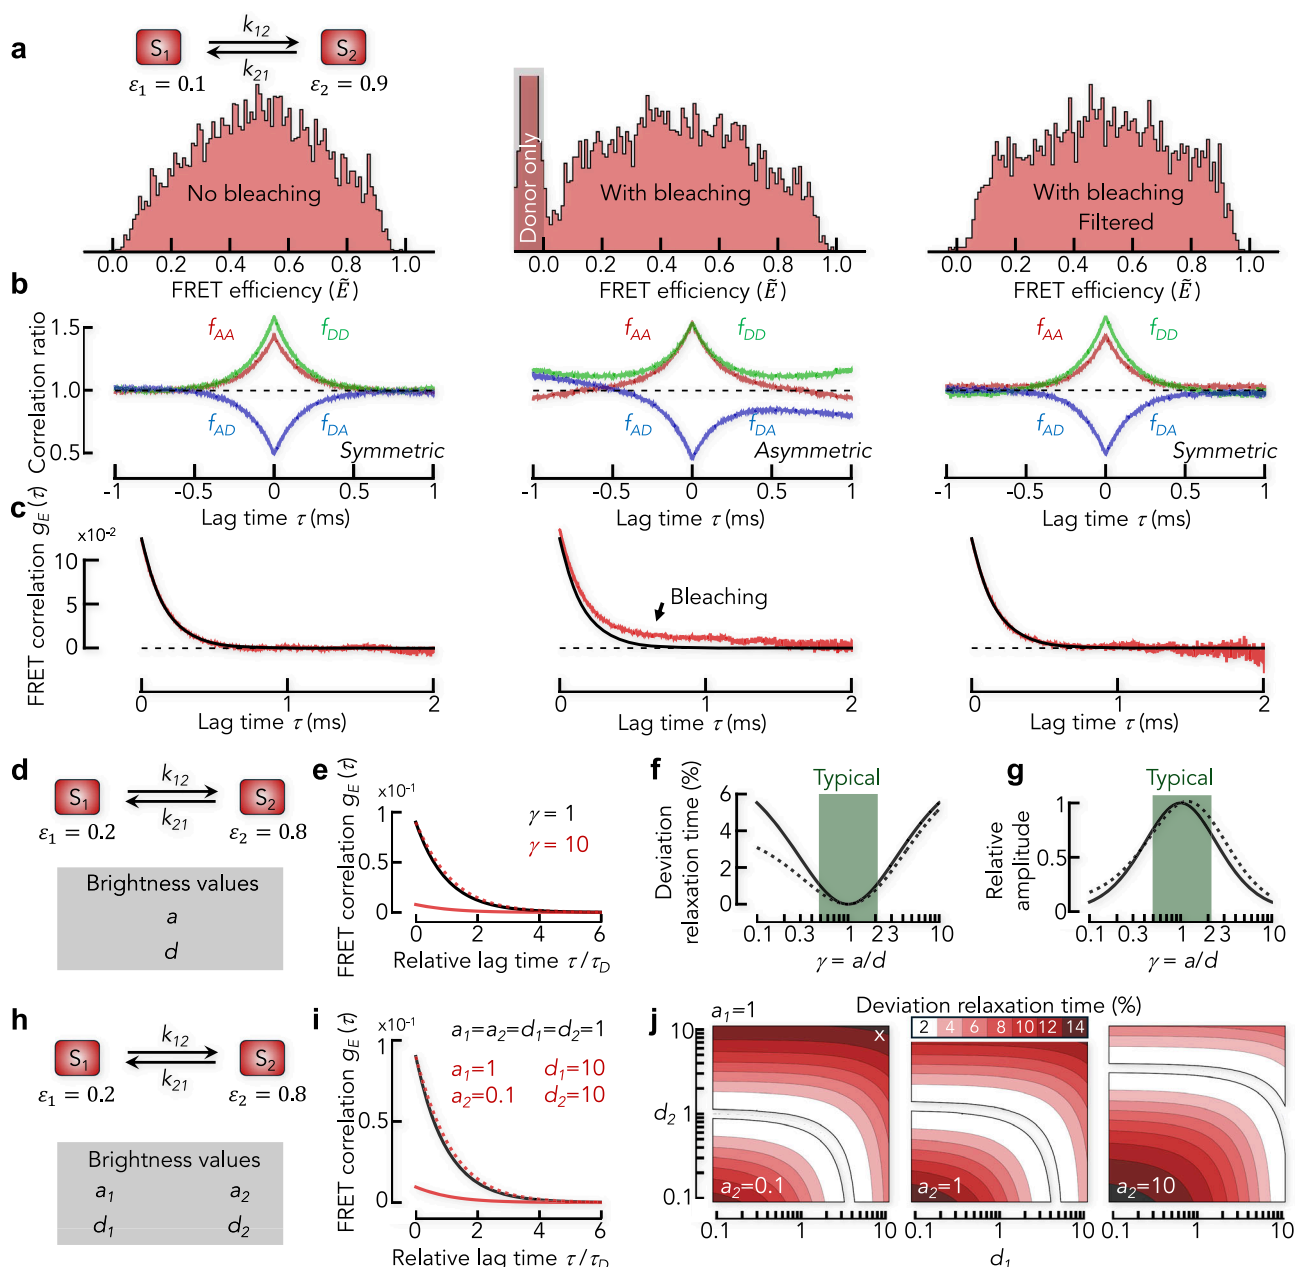 a
k12
S1
S2
k21
ε1 = 0.1
ε2 = 0.9
No bleaching
Donor only
With bleaching
With bleaching
Filtered
0.0 0.2 0.4 0.6 0.8 1.0
0.0 0.2 0.4 0.6 0.8 1.0
0.0 0.2 0.4 0.6 0.8 1.0
FRET efficiency (Ẽ)
FRET efficiency (Ẽ)
FRET efficiency (Ẽ)
b
Correlation ratio
1.5
1.0
0.5
fAA fDD
fAD fDA
Symmetric
fAA fDD
fAD fDA
Asymmetric
fAA fDD
fAD fDA
Symmetric
-1 -0.5 0 0.5 1
-1 -0.5 0 0.5 1
-1 -0.5 0 0.5 1
Lag time τ (ms)
Lag time τ (ms)
Lag time τ (ms)
c
FRET correlation gE(τ)
x10-2
10
5
0
Bleaching
0 1 2
0 1 2
0 1 2
Lag time τ (ms)
Lag time τ (ms)
Lag time τ (ms)
d
k12
S1
S2
k21
ε1 = 0.2
ε2 = 0.8
Brightness values
a
d
e
FRET correlation gE(τ)
x10-1
1
0.5
0
γ = 1
γ = 10
0 2 4 6
Relative lag time τ/τD
f
Typical
Deviation
relaxation time (%)
6
4
2
0
0.1 0.3 1 2 3 10
γ = a/d
g
Typical
Relative
amplitude
1
0.5
0
0.1 0.3 1 2 3 10
γ = a/d
h
k12
S1
S2
k21
ε1 = 0.2
ε2 = 0.8
Brightness values
a1 a2
d1 d2
i
FRET correlation gE(τ)
x10-1
1
0.5
0
a1=a2=d1=d2=1
a1=1 d1=10
a2=0.1 d2=10
0 2 4 6
Relative lag time τ/τD
j
a1=1
Deviation relaxation time (%)
2 4 6 8 10 12 14
x
10
1
0.1
d2
a2=0.1
a2=1
a2=10
0.1 1 10
0.1 1 10
0.1 1 10
d1